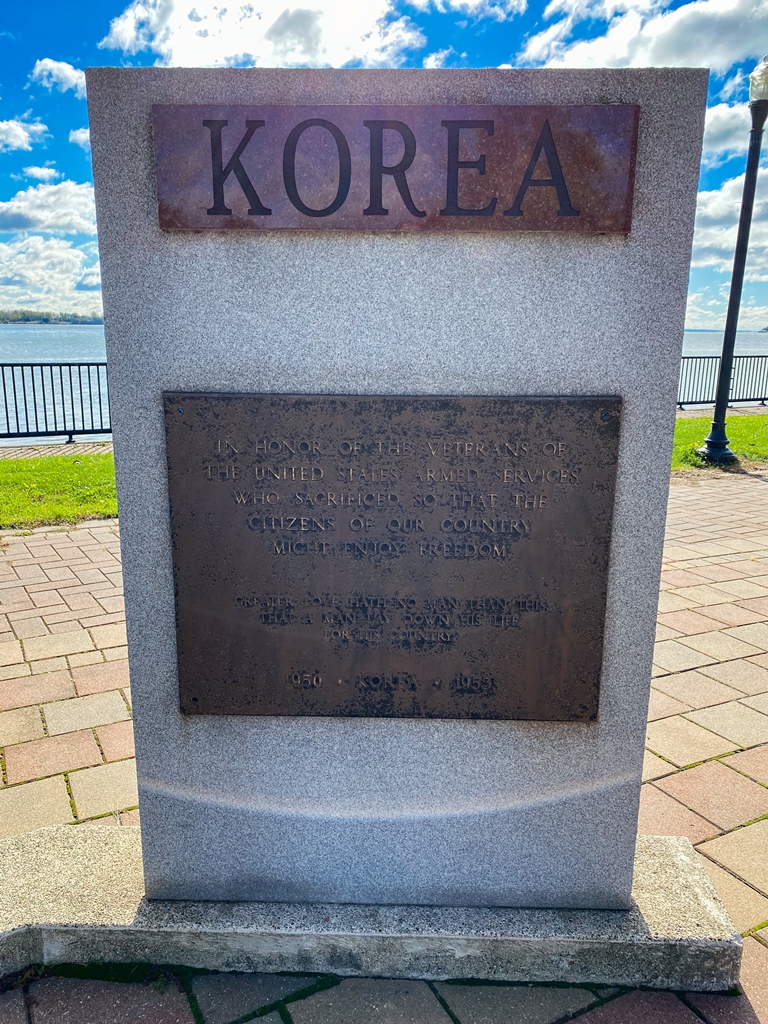 KOREA
IN HONOR OF THE VETERANS OF
THE UNITED STATES ARMED SERVICES
WHO SACRIFICED SO THAT THE
CITIZENS OF OUR COUNTRY
MIGHT ENJOY FREEDOM.
GREATER LOVE HATH NO MAN THAN THIS
THAT A MAN LAY DOWN HIS LIFE
FOR HIS COUNTRY
1950 • KOREA • 1953